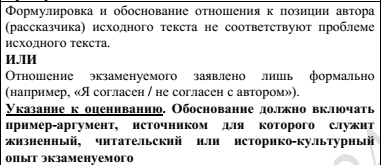 Формулировка и обоснование отношения к позиции автора
(рассказчика) исходного текста не соответствуют проблеме
исходного текста.
ИЛИ
Отношение экзаменуемого заявлено лишь формально
(например, «Я согласен / не согласен с автором»).
Указание к оцениванию. Обоснование должно включать
пример-аргумент, источником для которого служит
жизненный, читательский или историко-культурный
опыт экзаменуемого